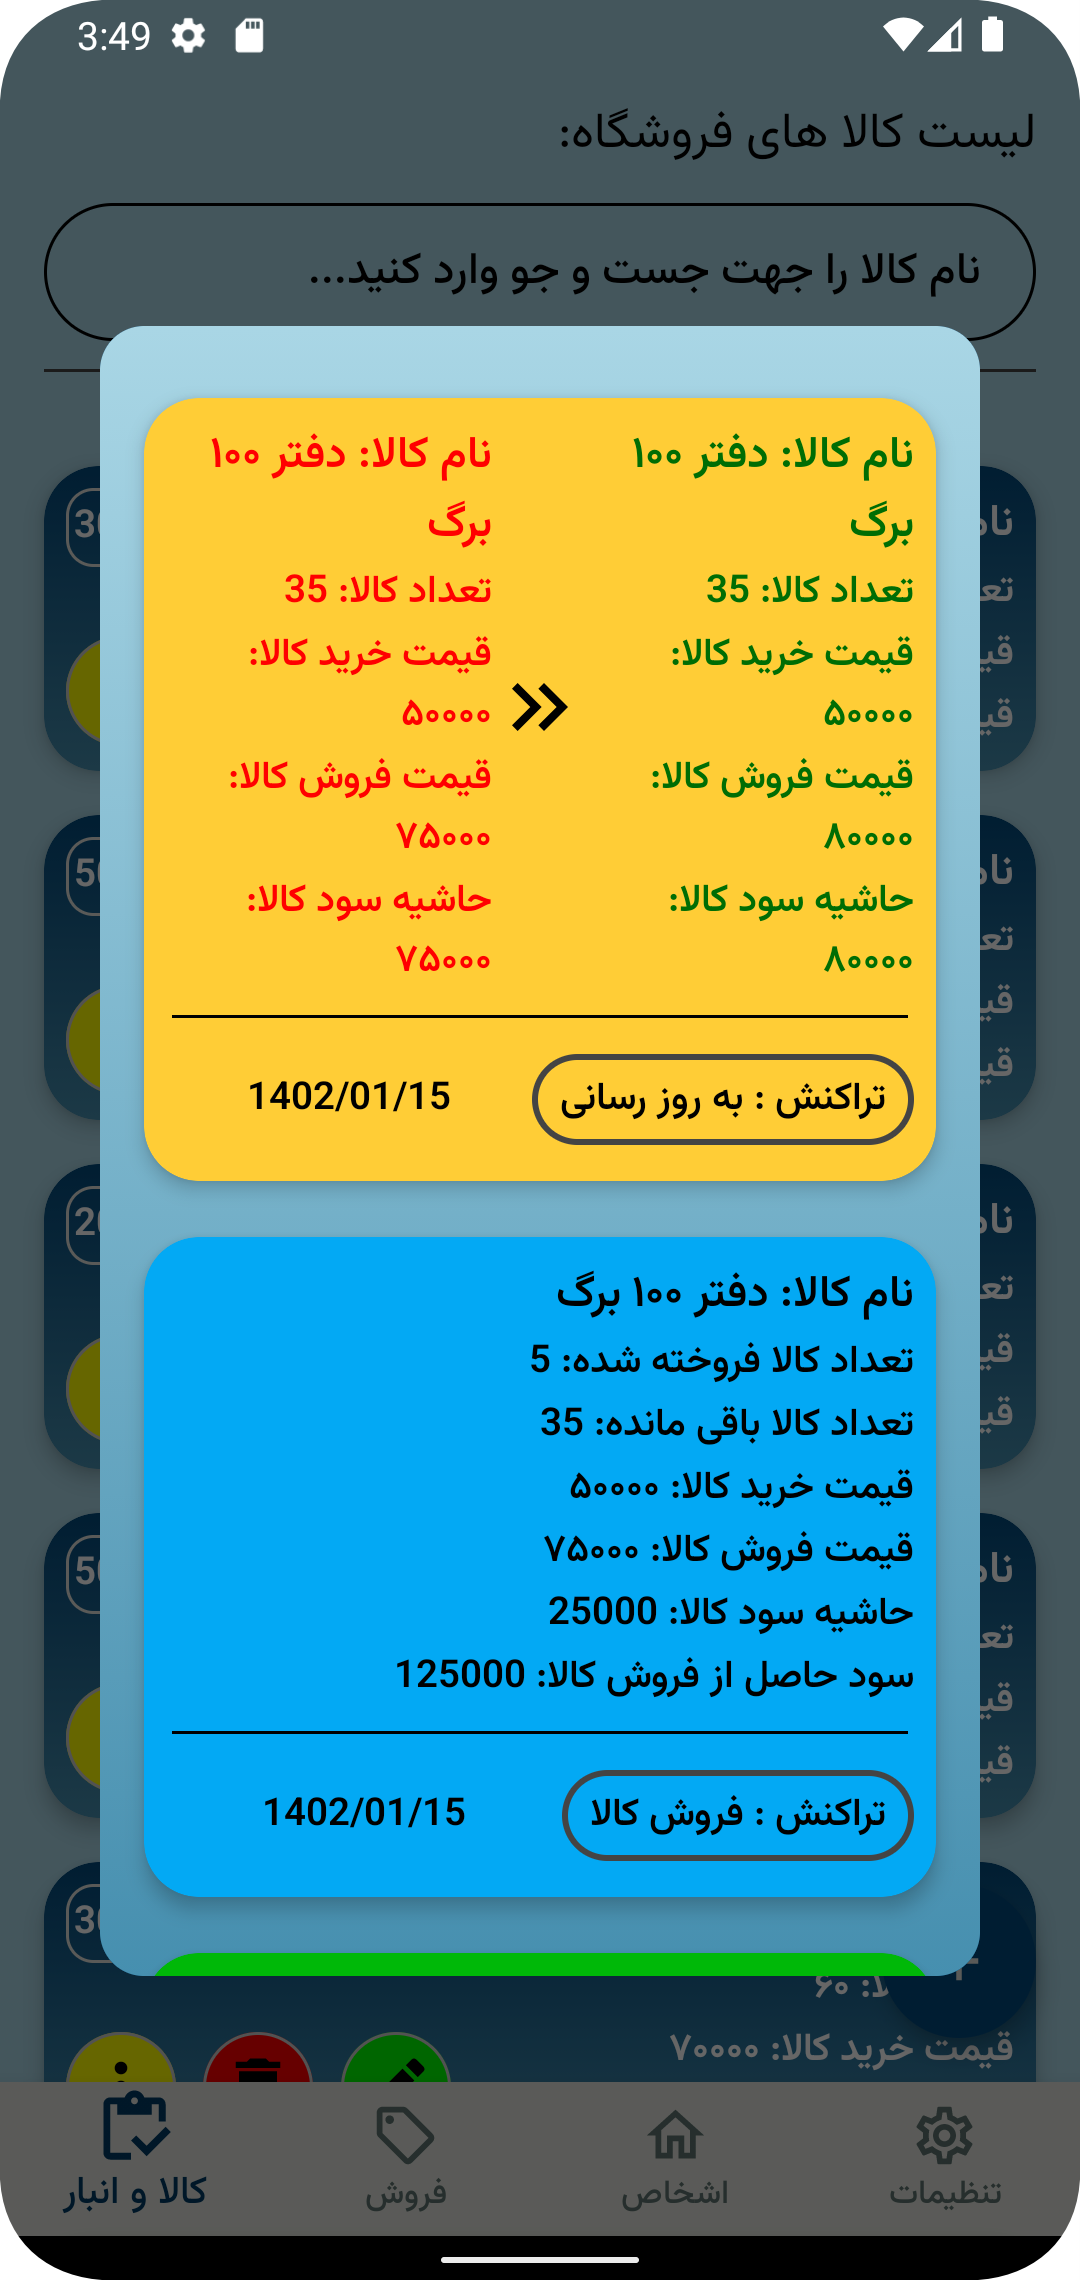 3:49
لیست کالا های فروشگاه:
نام کالا را جهت جست و جو وارد کنید...
نام کالا: دفتر ۱۰۰
برگ
تعداد کالا: 35
قیمت خرید کالا:
۵۰۰۰۰
قیمت فروش کالا:
۸۰۰۰۰
حاشیه سود کالا:
۸۰۰۰۰
نام کالا: دفتر ۱۰۰
برگ
تعداد کالا: 35
قیمت خرید کالا:
۵۰۰۰۰
قیمت فروش کالا:
۷۵۰۰۰
حاشیه سود کالا:
۷۵۰۰۰
تراکنش : به روز رسانی
1402/01/15
نام کالا: دفتر ۱۰۰ برگ
تعداد کالا فروخته شده: 5
تعداد کالا باقی مانده: 35
قیمت خرید کالا: ۵۰۰۰۰
قیمت فروش کالا: ۷۵۰۰۰
حاشیه سود کالا: 25000
سود حاصل از فروش کالا: 125000
تراکنش : فروش کالا
1402/01/15
۶۰
قیمت خرید کالا: ۷۰۰۰۰
تنظیمات
اشخاص
فروش
کالا و انبار